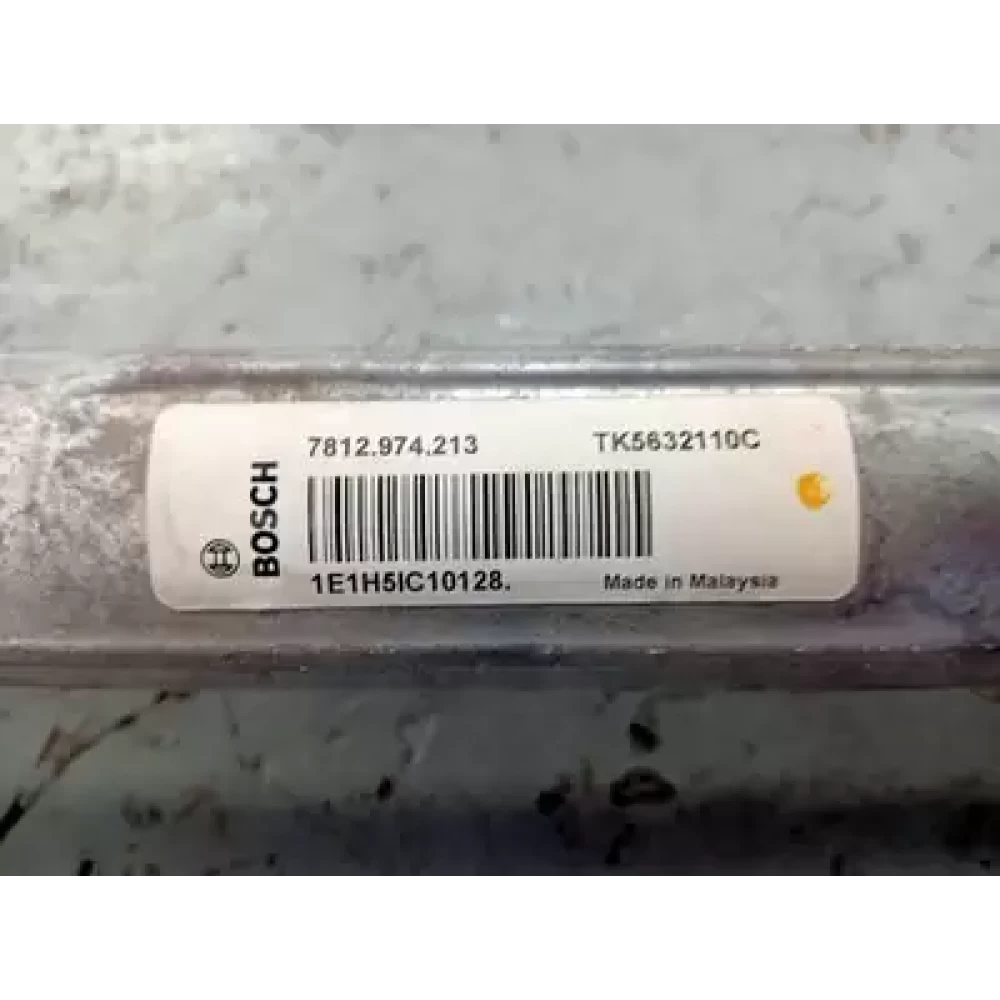 7812.974.213 TK5632110C
BOSCH
1E1H5IC10128. Made in Malaysia